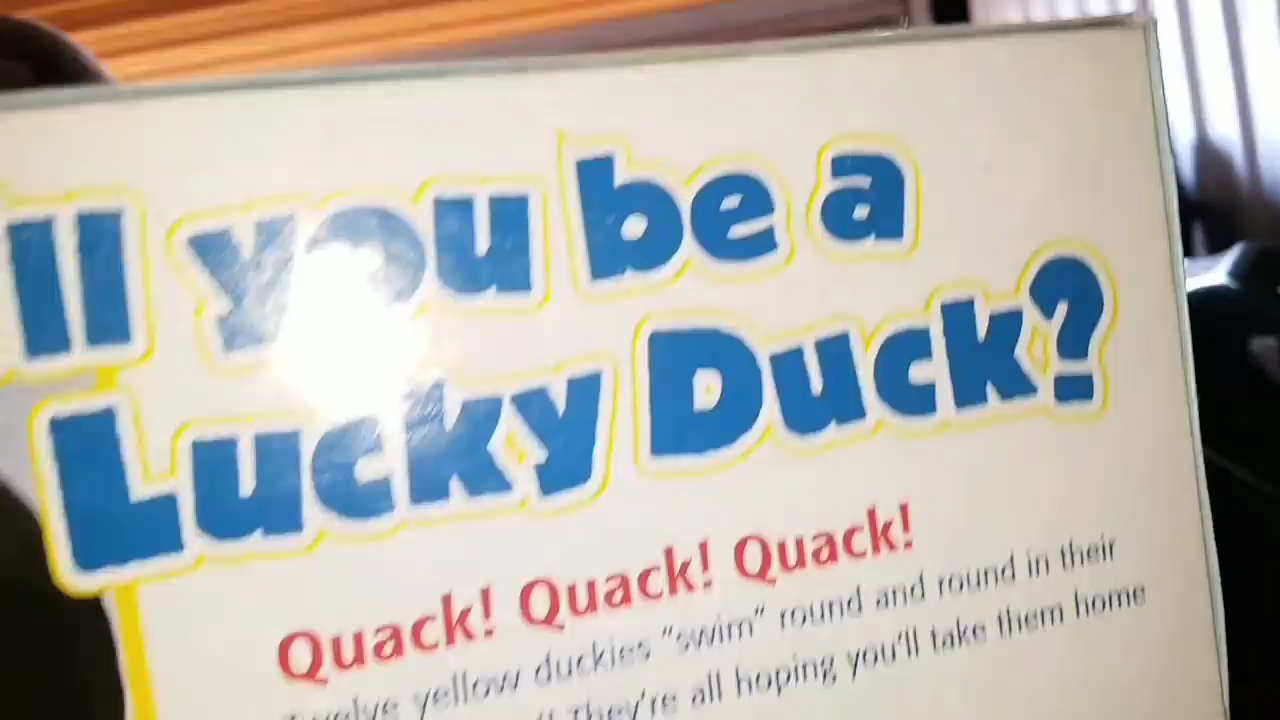 ll you be a
Lucky Duck?
Quack! Quack! Quack!
Twelve yellow duckies "swim" round and round in their
They're all hoping you'll take them home